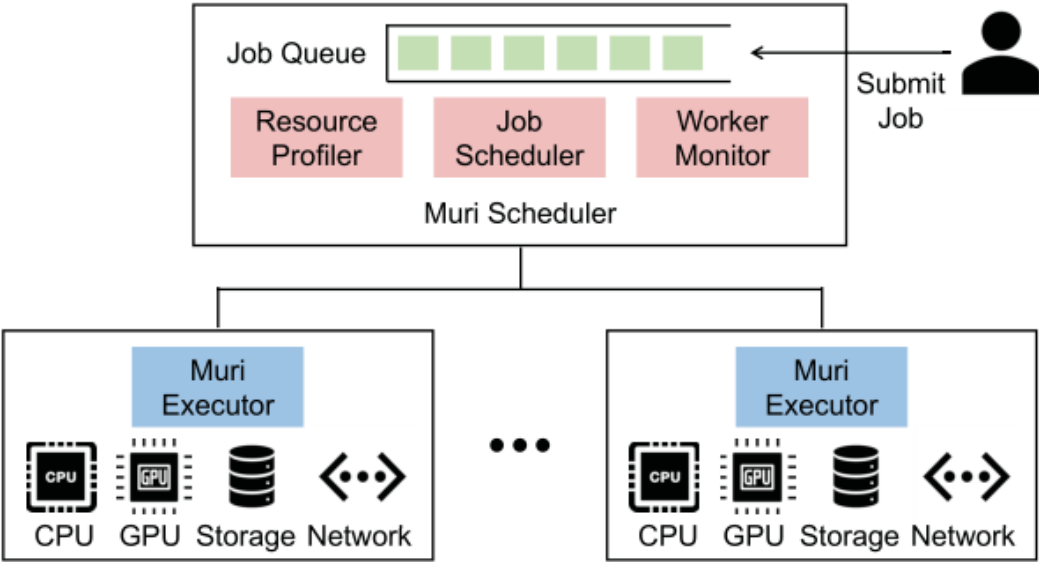 Job Queue
Submit
Job
Resource
Profiler
Job
Scheduler
Worker
Monitor
Muri Scheduler
Muri
Executor
CPU
GPU
CPU
GPU
Storage
Network
Muri
Executor
CPU
GPU
CPU
GPU
Storage
Network